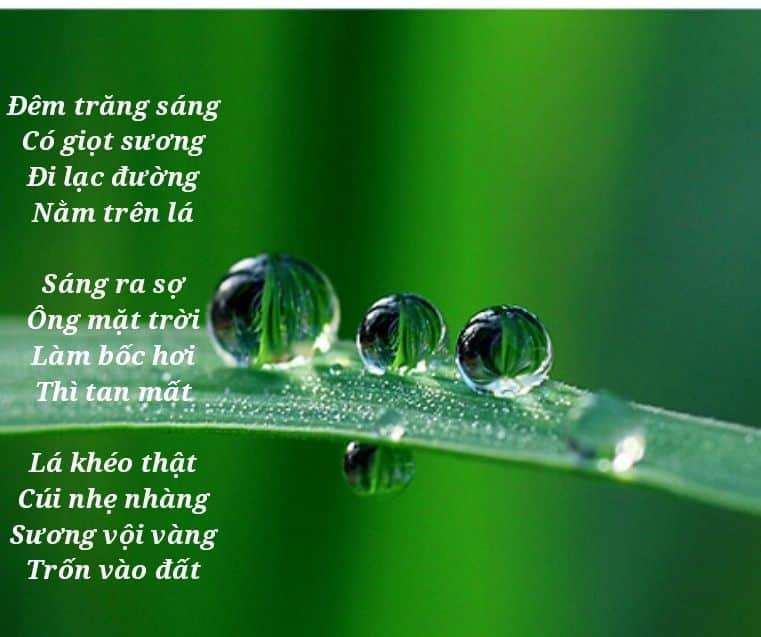 Đêm trăng sáng
Có giọt sương
Đi lạc đường
Nằm trên lá
Sáng ra sợ
Ông mặt trời
Làm bốc hơi
Thì tan mất
Lá khéo thật
Cúi nhẹ nhàng
Sương vội vàng
Trốn vào đất